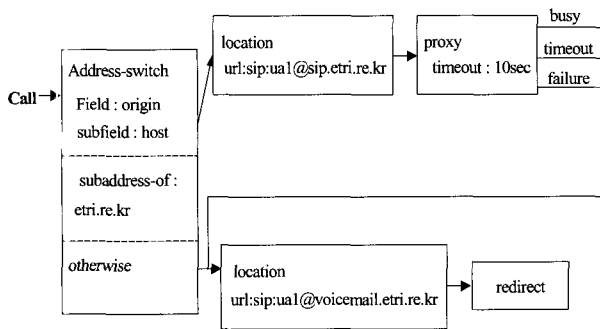 Call
Address-switch
Field : origin
subfield : host
subaddress-of :
etri.re.kr
otherwise
location
url:sip:ua1@sip.etri.re.kr
proxy
timeout : 10sec
busy
timeout
failure
location
url:sip:ua1@voicemail.etri.re.kr
redirect